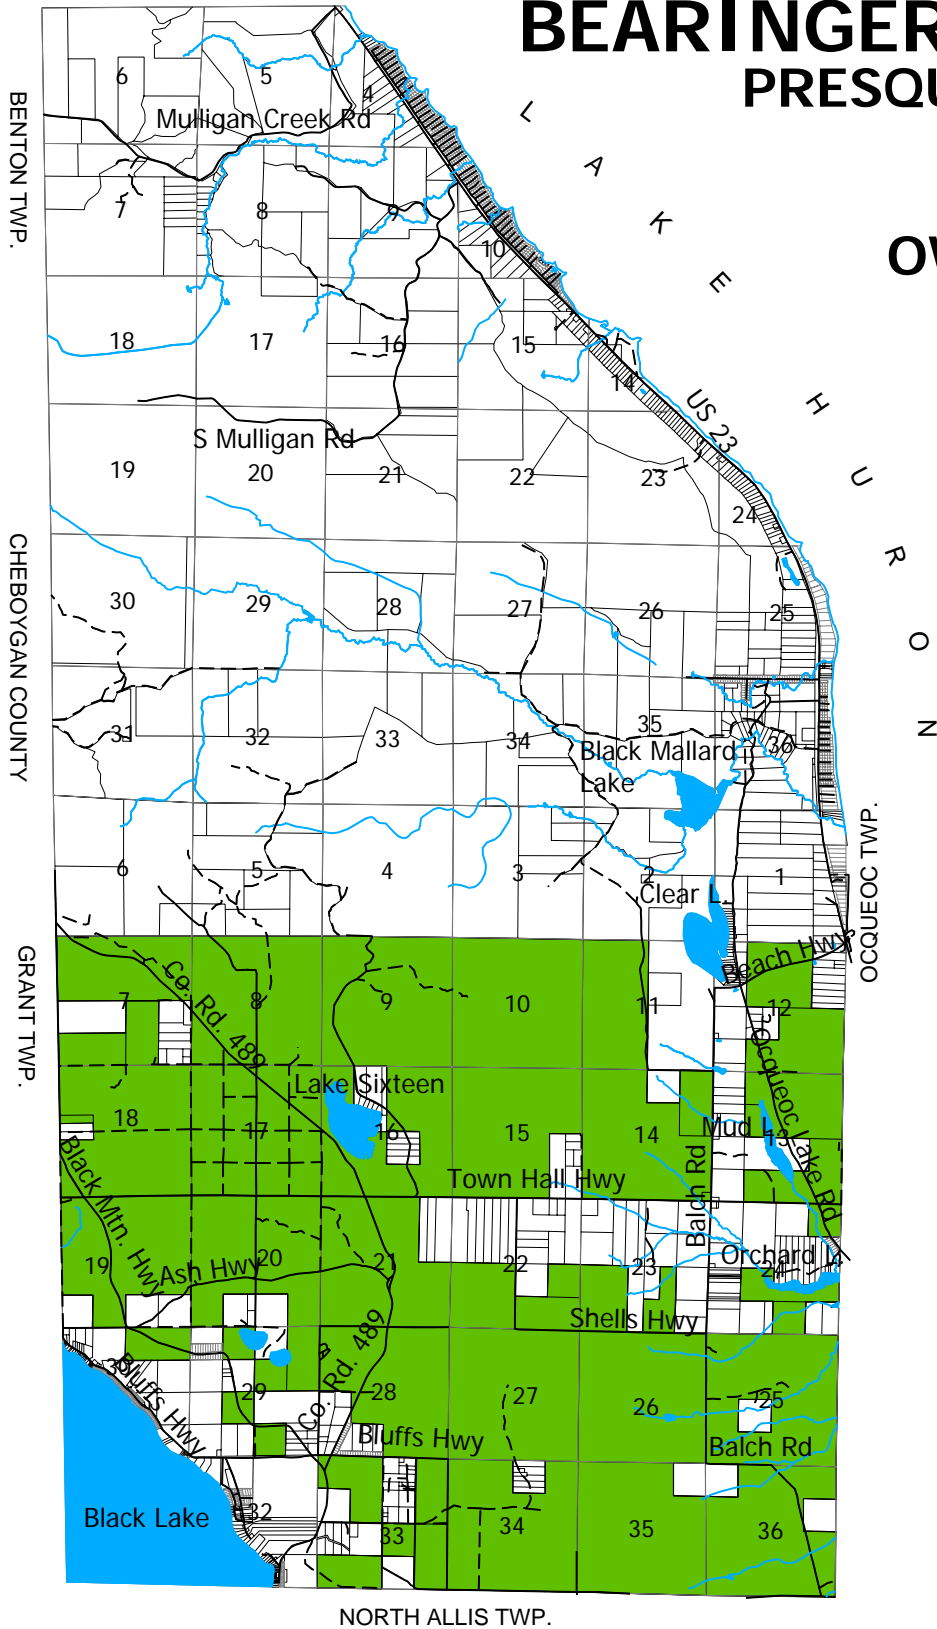 BEARINGER
PRESQU
OW
L A K E H U R O N
BENTON TWP.
CHEBOYGAN COUNTY
GRANT TWP.
OCQUEOC TWP.
6
5
4
Mulligan Creek Rd
7
8
9
10
18
17
16
15
14
US 23
S Mulligan Rd
19
20
21
22
23
24
30
29
28
27
26
25
31
32
33
34
35
36
Black Mallard
Lake
6
5
4
3
2
1
Clear L.
Beach Hwy
7
8
9
10
11
12
Co. Rd. 489
Lake Sixteen
Ocqueoc Lake Rd
18
17
16
15
14
13
Mud L.
Black Mtn. Hwy
Town Hall Hwy
Balch Rd
19
20
21
22
23
24
Ash Hwy
Orchard L.
Shells Hwy
Co. Rd. 489
30
29
28
27
26
25
Bluffs Hwy
Bluffs Hwy
Balch Rd
Black Lake
32
33
34
35
36
NORTH ALLIS TWP.